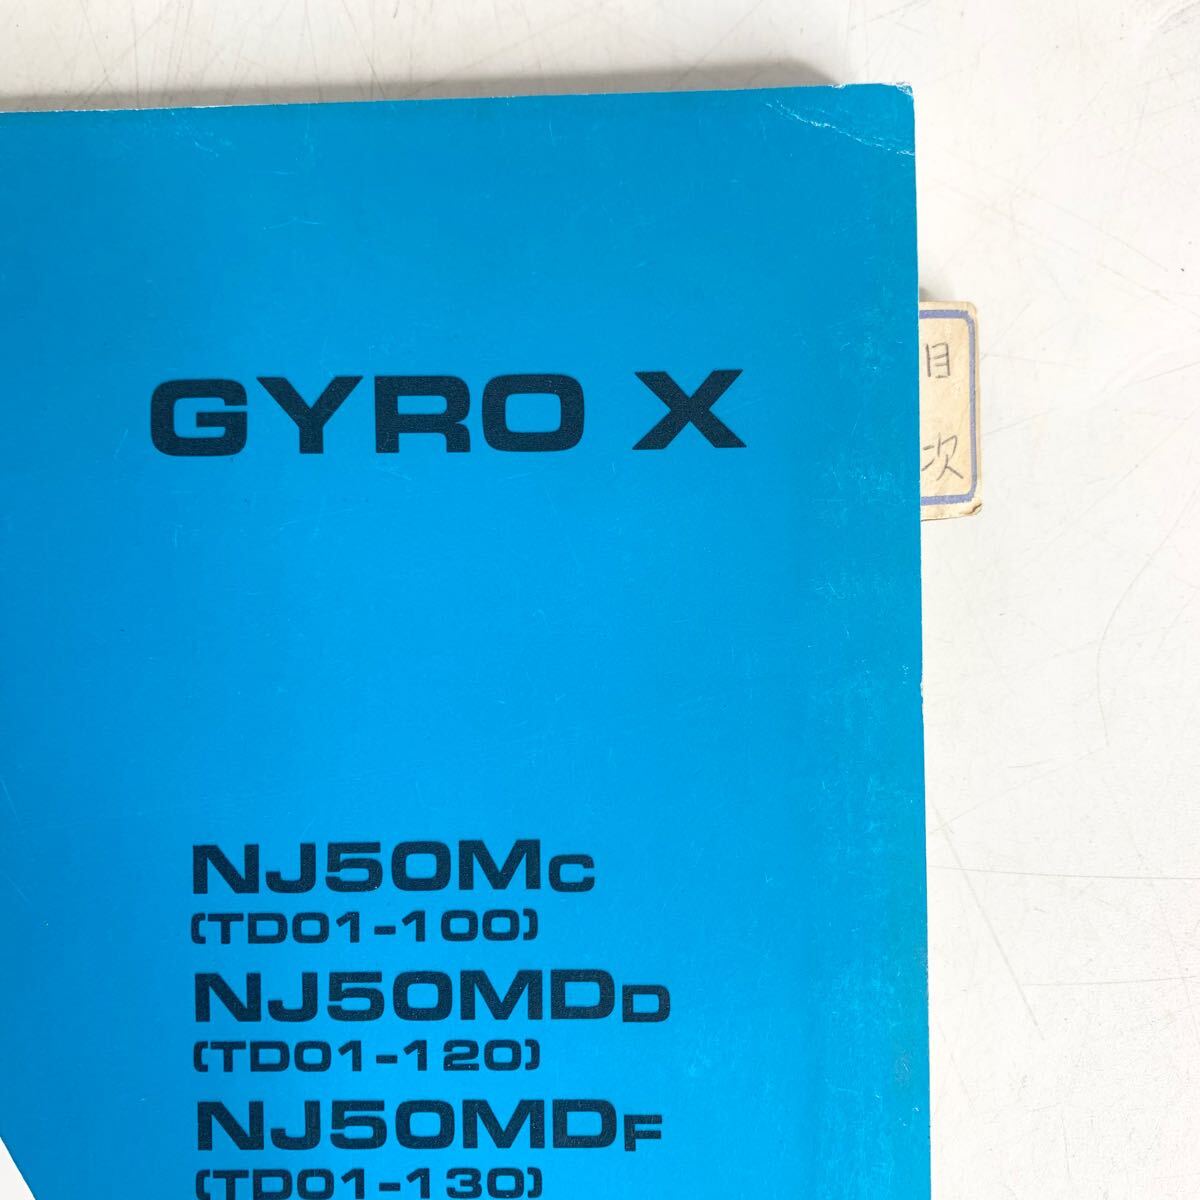 GYRO X
目次
NJ50MC
(TD01-100)
NJ50MDD
(TD01-120)
NJ50MDF
(TD01-130)